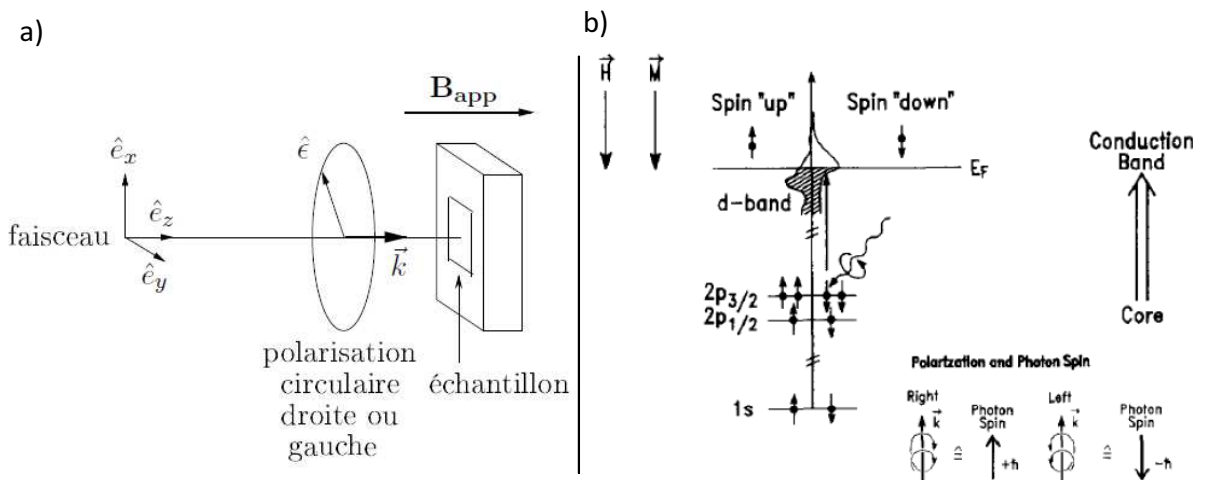 a)
B_app
ê_x
ϵ̂
ê_z
faisceau
ê_y
k⃗
polarisation
circulaire
droite ou
gauche
échantillon
b)
H⃗
M⃗
Spin "up"
Spin "down"
E_F
d-band
2p_3/2
2p_1/2
1s
Conduction
Band
Core
Polarization and Photon Spin
Right
k⃗
≙
Photon
Spin
+ħ
Left
k⃗
≙
Photon
Spin
-ħ